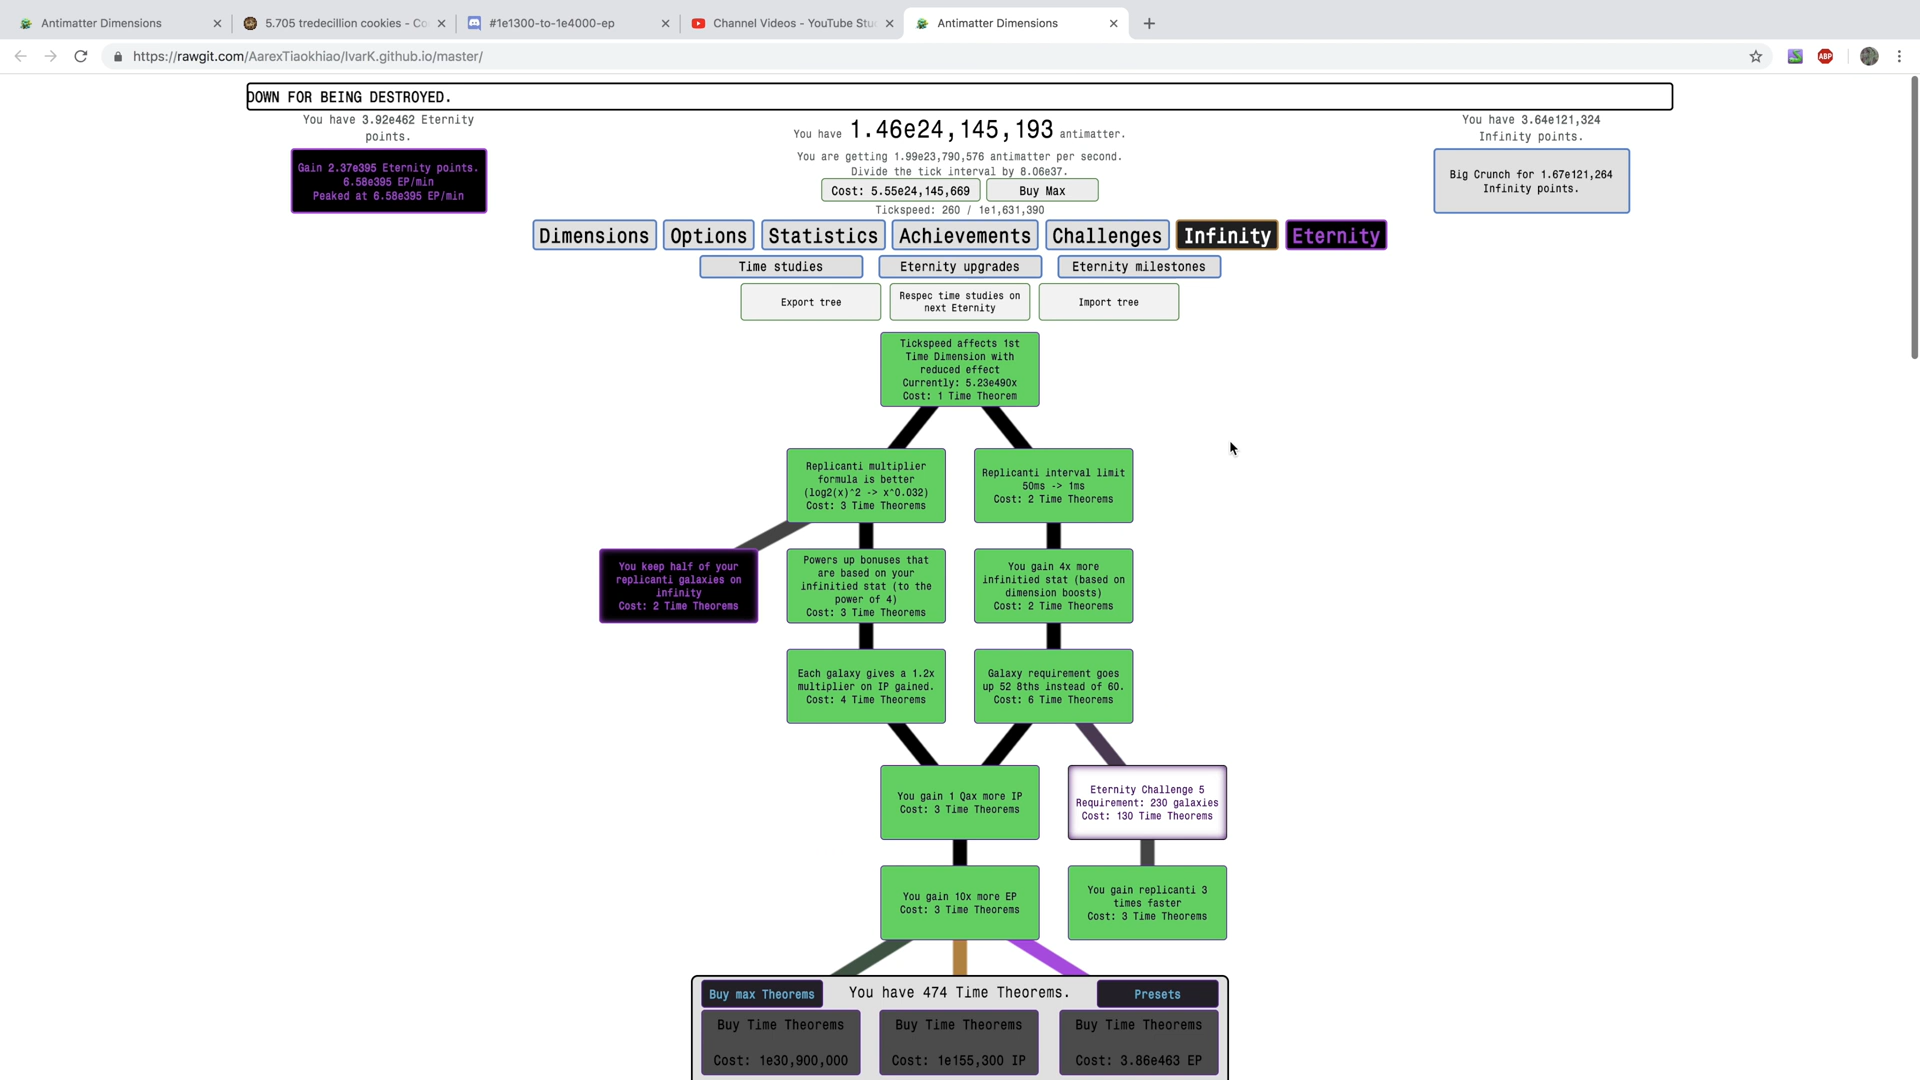 Antimatter Dimensions
5.705 tredecillion cookies - Co
#1e1300-to-1e4000-ep
Channel Videos - YouTube Stu
Antimatter Dimensions
https://rawgit.com/AarexTiaokhiao/IvarK.github.io/master/
ABP
DOWN FOR BEING DESTROYED.
You have 3.92e462 Eternity
points.
Gain 2.37e395 Eternity points.
6.58e395 EP/min
Peaked at 6.58e395 EP/min
You have 1.46e24,145,193 antimatter.
You are getting 1.99e23,790,576 antimatter per second.
Divide the tick interval by 8.06e37.
Cost: 5.55e24,145,669
Buy Max
Tickspeed: 260 / 1e1,631,390
You have 3.64e121,324
Infinity points.
Big Crunch for 1.67e121,264
Infinity points.
Dimensions
Options
Statistics
Achievements
Challenges
Infinity
Eternity
Time studies
Eternity upgrades
Eternity milestones
Export tree
Respec time studies on
next Eternity
Import tree
Tickspeed affects 1st
Time Dimension with
reduced effect
Currently: 5.23e490x
Cost: 1 Time Theorem
Replicanti multiplier
formula is better
(log2(x)^2 -> x^0.032)
Cost: 3 Time Theorems
Replicanti interval limit
50ms -> 1ms
Cost: 2 Time Theorems
You keep half of your
replicanti galaxies on
infinity
Cost: 2 Time Theorems
Powers up bonuses that
are based on your
infinitied stat (to the
power of 4)
Cost: 3 Time Theorems
You gain 4x more
infinitied stat (based on
dimension boosts)
Cost: 2 Time Theorems
Each galaxy gives a 1.2x
multiplier on IP gained.
Cost: 4 Time Theorems
Galaxy requirement goes
up 52 8ths instead of 60.
Cost: 6 Time Theorems
You gain 1 Qax more IP
Cost: 3 Time Theorems
Eternity Challenge 5
Requirement: 230 galaxies
Cost: 130 Time Theorems
You gain 10x more EP
Cost: 3 Time Theorems
You gain replicanti 3
times faster
Cost: 3 Time Theorems
Buy max Theorems
You have 474 Time Theorems.
Presets
Buy Time Theorems
Cost: 1e30,900,000
Buy Time Theorems
Cost: 1e155,300 IP
Buy Time Theorems
Cost: 3.86e463 EP